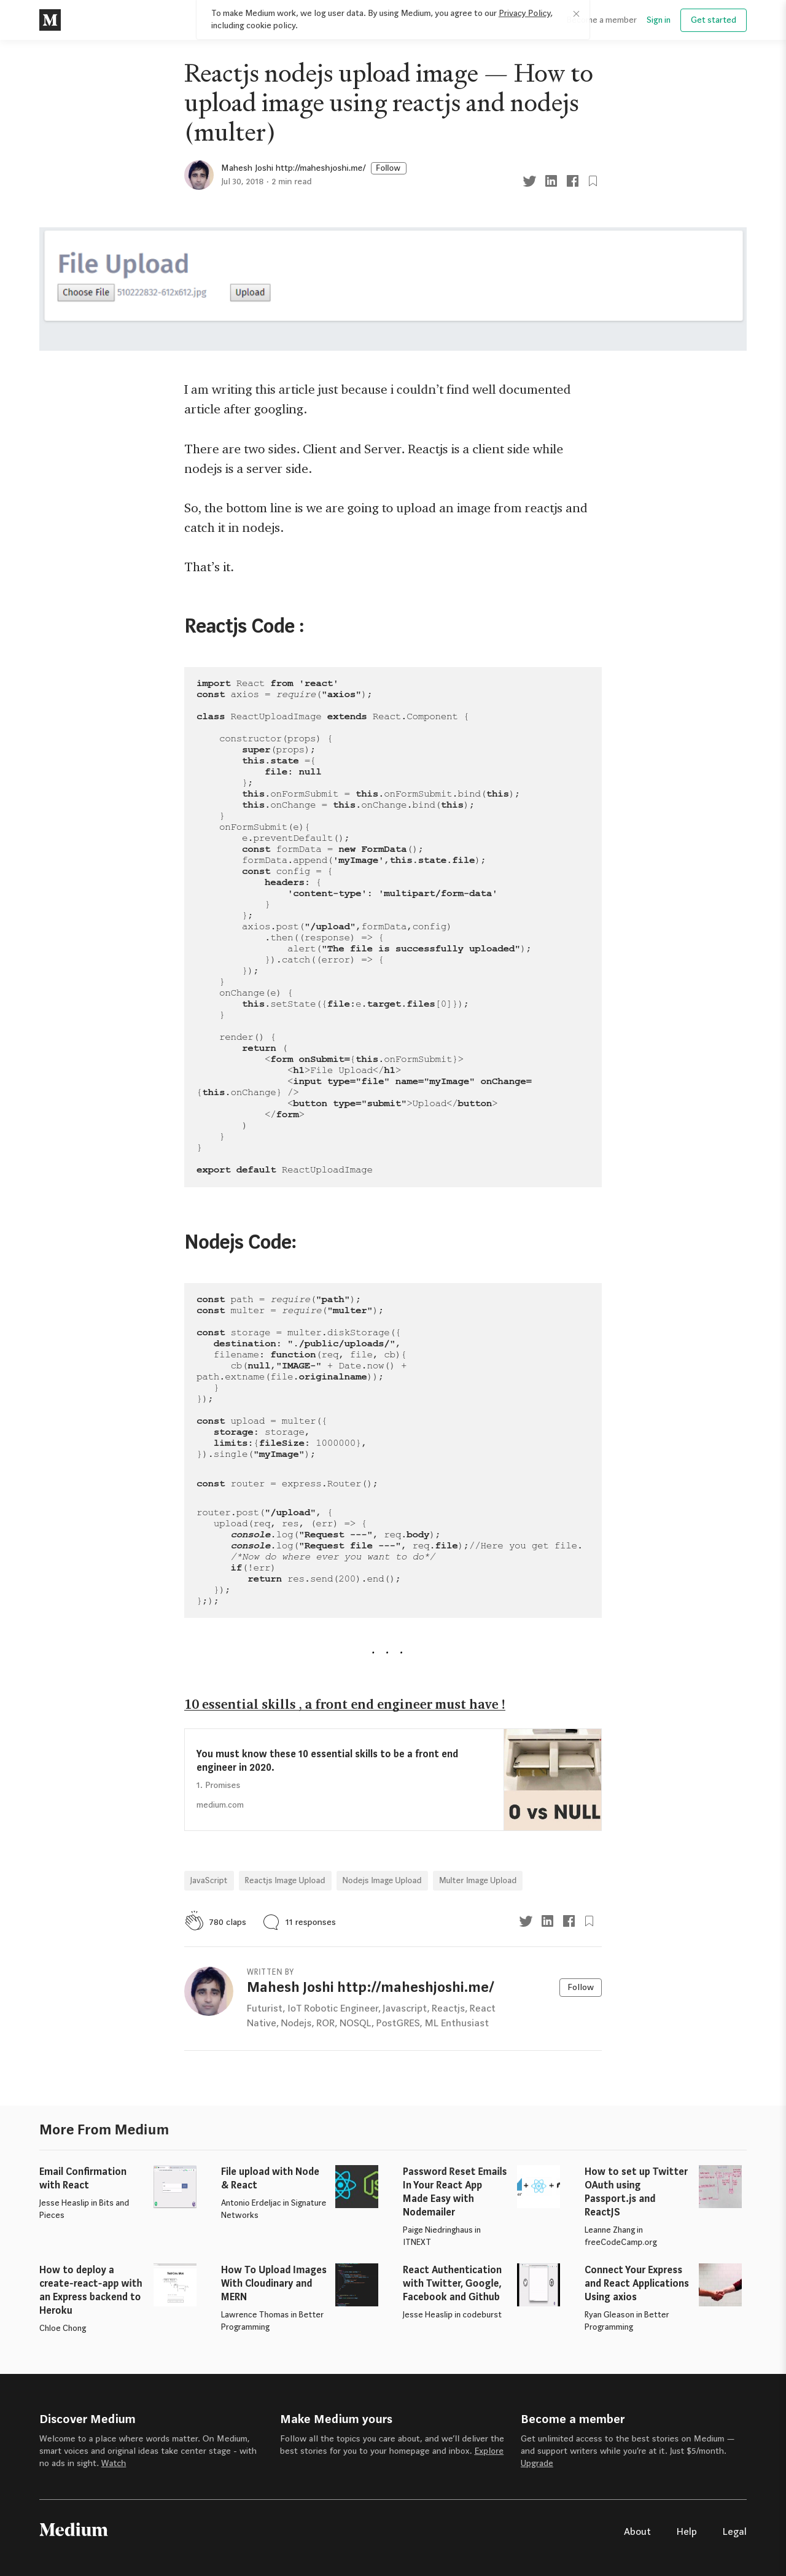 M
To make Medium work, we log user data. By using Medium, you agree to our Privacy Policy,
including cookie policy.
me a member
Sign in
Get started
Reactjs nodejs upload image — How to
upload image using reactjs and nodejs
(multer)
Mahesh Joshi http://maheshjoshi.me/ Follow
Jul 30, 2018 · 2 min read
File Upload
Choose File 510222832-612x612.jpg Upload
I am writing this article just because i couldn’t find well documented
article after googling.
There are two sides. Client and Server. Reactjs is a client side while
nodejs is a server side.
So, the bottom line is we are going to upload an image from reactjs and
catch it in nodejs.
That’s it.
Reactjs Code :
import React from 'react'
const axios = require("axios");
class ReactUploadImage extends React.Component {
constructor(props) {
super(props);
this.state ={
file: null
};
this.onFormSubmit = this.onFormSubmit.bind(this);
this.onChange = this.onChange.bind(this);
}
onFormSubmit(e){
e.preventDefault();
const formData = new FormData();
formData.append('myImage',this.state.file);
const config = {
headers: {
'content-type': 'multipart/form-data'
}
};
axios.post("/upload",formData,config)
.then((response) => {
alert("The file is successfully uploaded");
}).catch((error) => {
});
}
onChange(e) {
this.setState({file:e.target.files[0]});
}
render() {
return (
<form onSubmit={this.onFormSubmit}>
<h1>File Upload</h1>
<input type="file" name="myImage" onChange=
{this.onChange} />
<button type="submit">Upload</button>
</form>
)
}
}
export default ReactUploadImage
Nodejs Code:
const path = require("path");
const multer = require("multer");
const storage = multer.diskStorage({
destination: "./public/uploads/",
filename: function(req, file, cb){
cb(null,"IMAGE-" + Date.now() +
path.extname(file.originalname));
}
});
const upload = multer({
storage: storage,
limits:{fileSize: 1000000},
}).single("myImage");
const router = express.Router();
router.post("/upload", {
upload(req, res, (err) => {
console.log("Request ---", req.body);
console.log("Request file ---", req.file);//Here you get file.
/*Now do where ever you want to do*/
if(!err)
return res.send(200).end();
});
};);
. . .
10 essential skills , a front end engineer must have !
You must know these 10 essential skills to be a front end
engineer in 2020.
1. Promises
medium.com
0 vs NULL
JavaScript
Reactjs Image Upload
Nodejs Image Upload
Multer Image Upload
780 claps
11 responses
WRITTEN BY
Mahesh Joshi http://maheshjoshi.me/
Follow
Futurist, IoT Robotic Engineer, Javascript, Reactjs, React
Native, Nodejs, ROR, NOSQL, PostGRES, ML Enthusiast
More From Medium
Email Confirmation
with React
Jesse Heaslip in Bits and
Pieces
File upload with Node
& React
Antonio Erdeljac in Signature
Networks
Password Reset Emails
In Your React App
Made Easy with
Nodemailer
Paige Niedringhaus in
ITNEXT
How to set up Twitter
OAuth using
Passport.js and
ReactJS
Leanne Zhang in
freeCodeCamp.org
How to deploy a
create-react-app with
an Express backend to
Heroku
Chloe Chong
How To Upload Images
With Cloudinary and
MERN
Lawrence Thomas in Better
Programming
React Authentication
with Twitter, Google,
Facebook and Github
Jesse Heaslip in codeburst
Connect Your Express
and React Applications
Using axios
Ryan Gleason in Better
Programming
Discover Medium
Welcome to a place where words matter. On Medium,
smart voices and original ideas take center stage - with
no ads in sight. Watch
Make Medium yours
Follow all the topics you care about, and we’ll deliver the
best stories for you to your homepage and inbox. Explore
Become a member
Get unlimited access to the best stories on Medium —
and support writers while you’re at it. Just $5/month.
Upgrade
Medium
About
Help
Legal